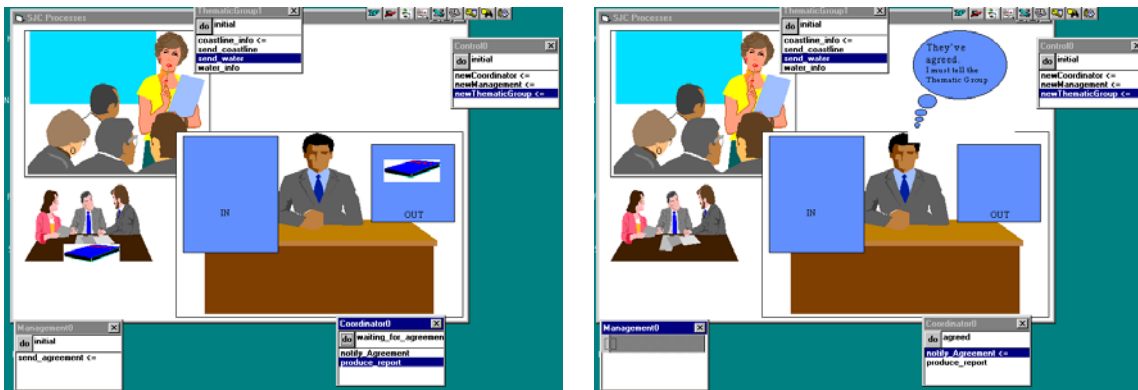 SJC Processes
ThematicGroup1
do initial
coastline_info <=
send_coastline
send_water
water_info
Control0
do initial
newCoordinator <=
newManagement <=
newThematicGroup <=
IN
OUT
Management0
do initial
send_agreement <=
Coordinator0
do waiting_for_agreemen
notify_Agreement
produce_report
SJC Processes
ThematicGroup1
do initial
coastline_info <=
send_coastline
send_water
water_info
They've
agreed.
I must tell the
Thematic Group
Control0
do initial
newCoordinator <=
newManagement <=
newThematicGroup <=
IN
OUT
Management0
Coordinator0
do agreed
notify_Agreement <=
produce_report